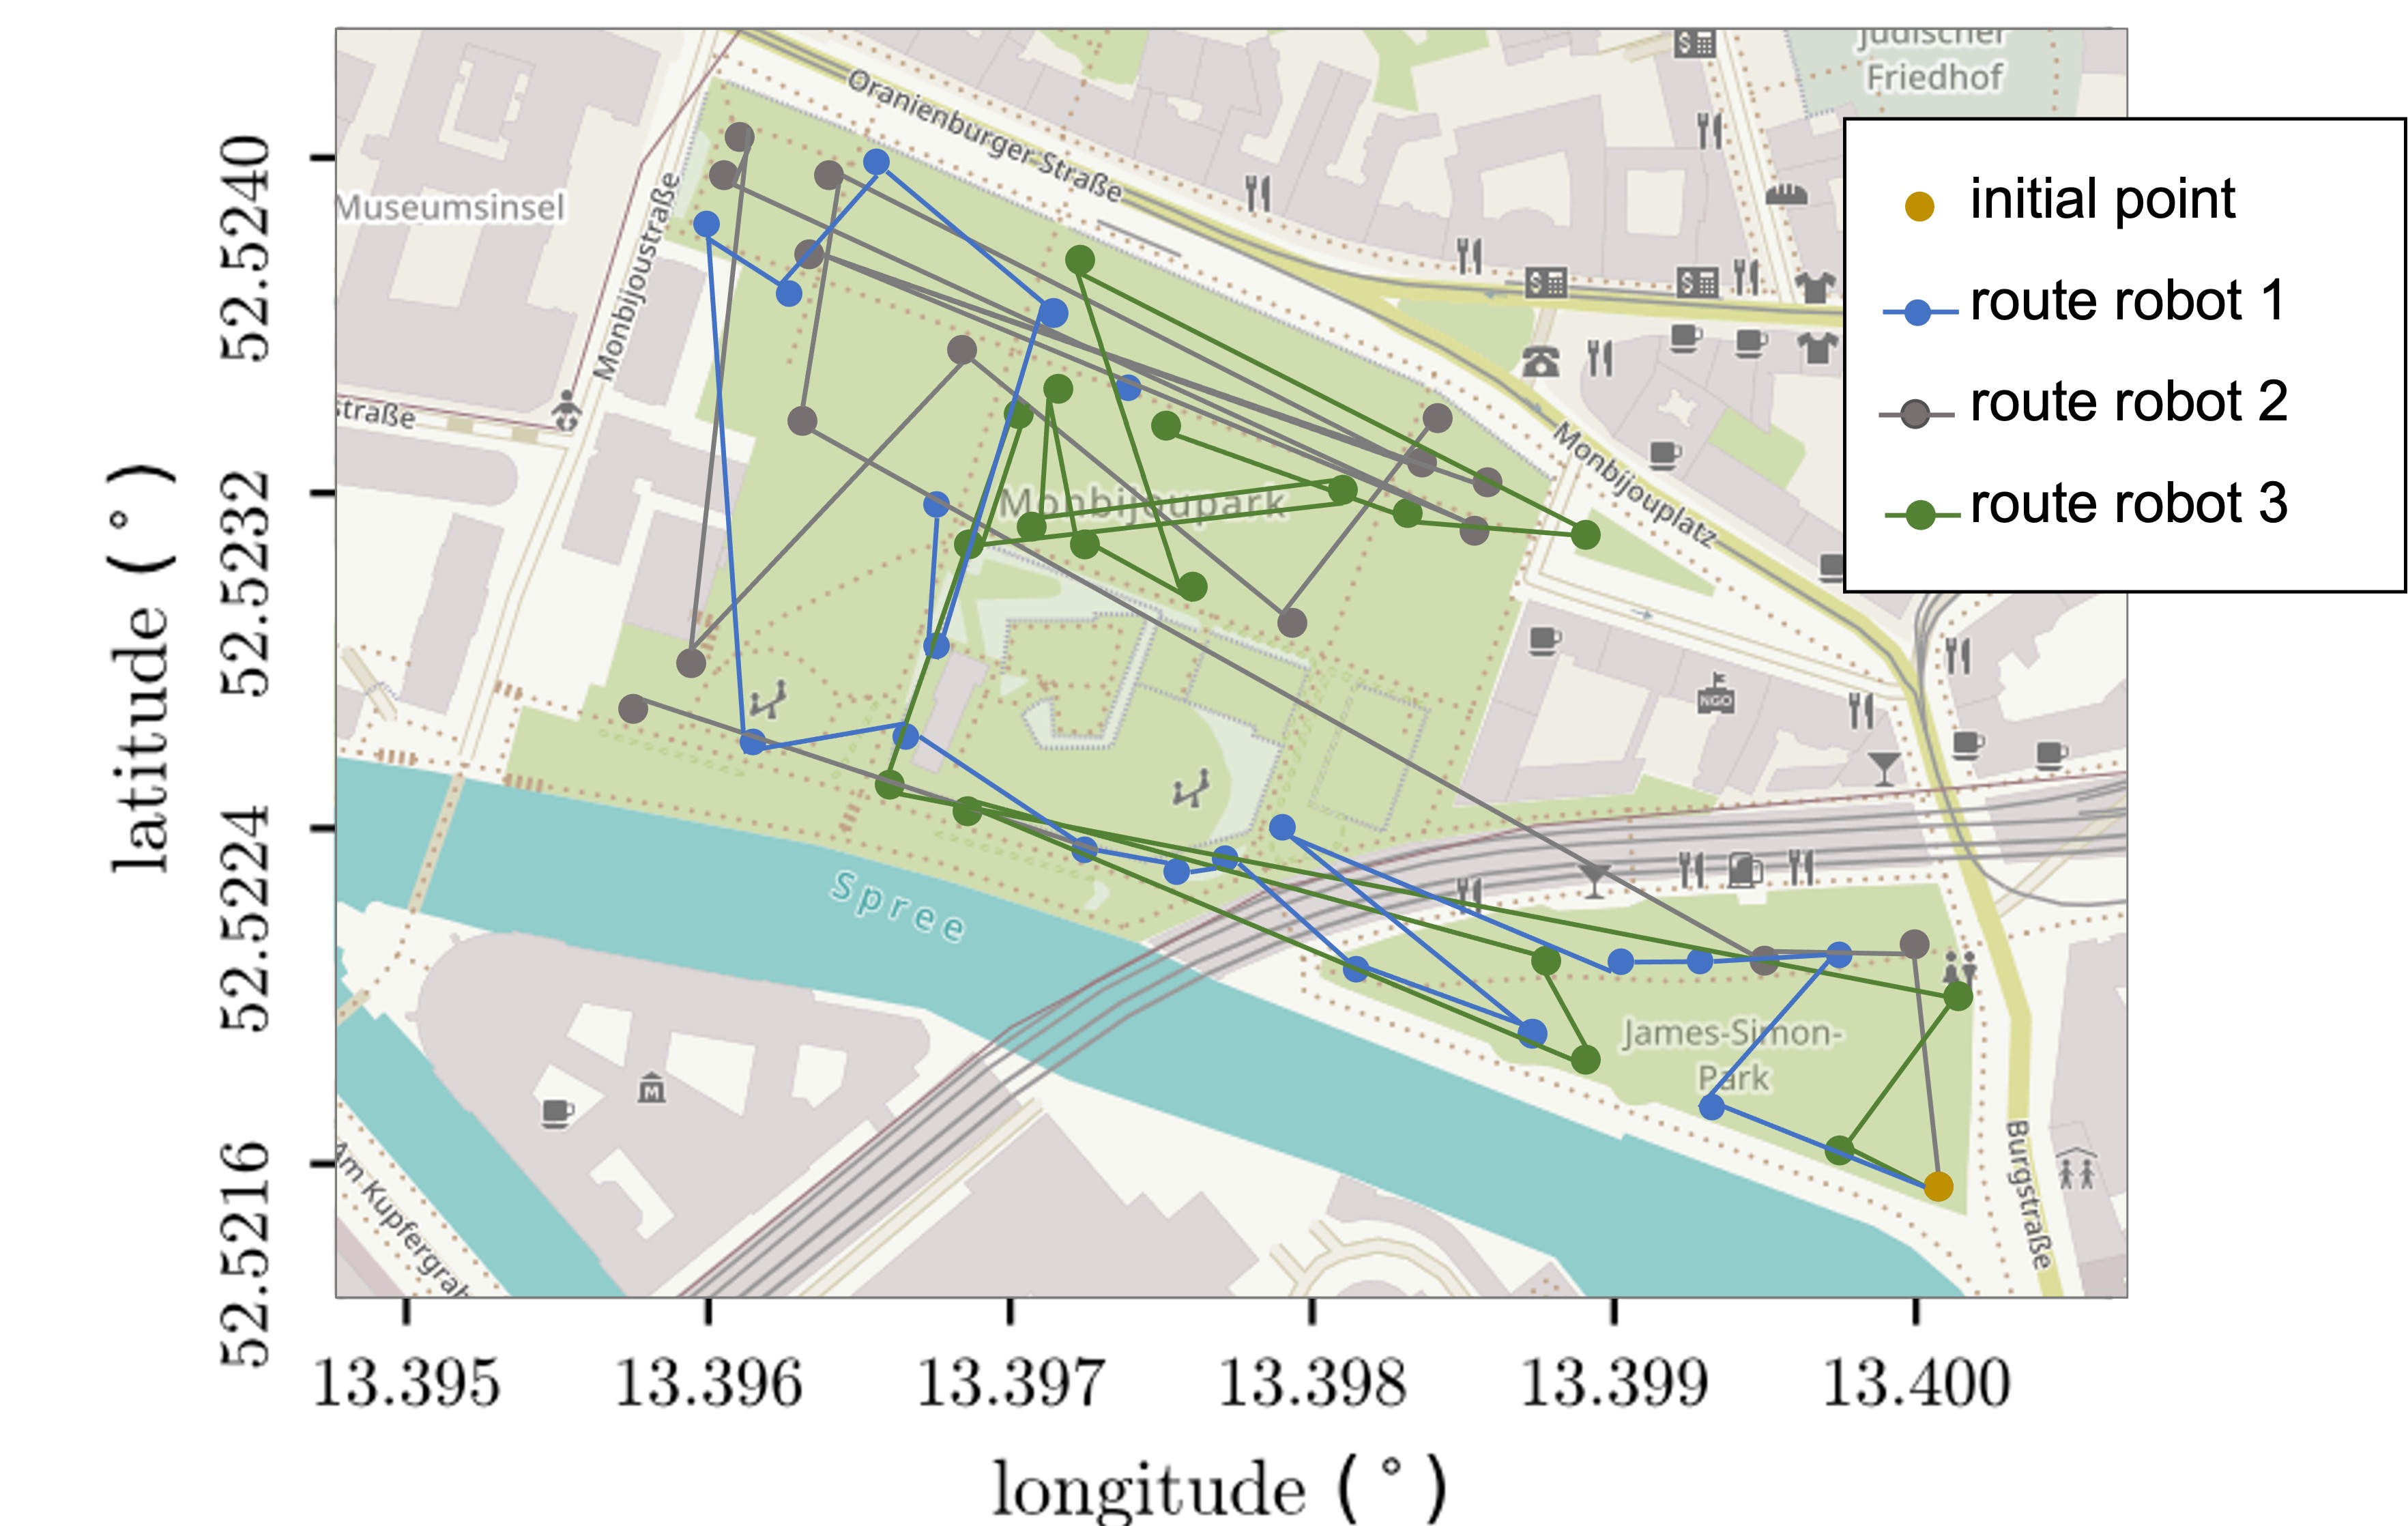 Jüdischer
Friedhof
Oranienburger Straße
52.5240
Museumsinsel
Monbijoustraße
initial point
route robot 1
route robot 2
route robot 3
straße
Monbijouplatz
52.5232
Monbijoupark
latitude (°)
NGO
52.5224
Spree
James-Simon-
Park
M
52.5216
Burgstraße
Am Kupfergrab
13.395 13.396 13.397 13.398 13.399 13.400
longitude (°)